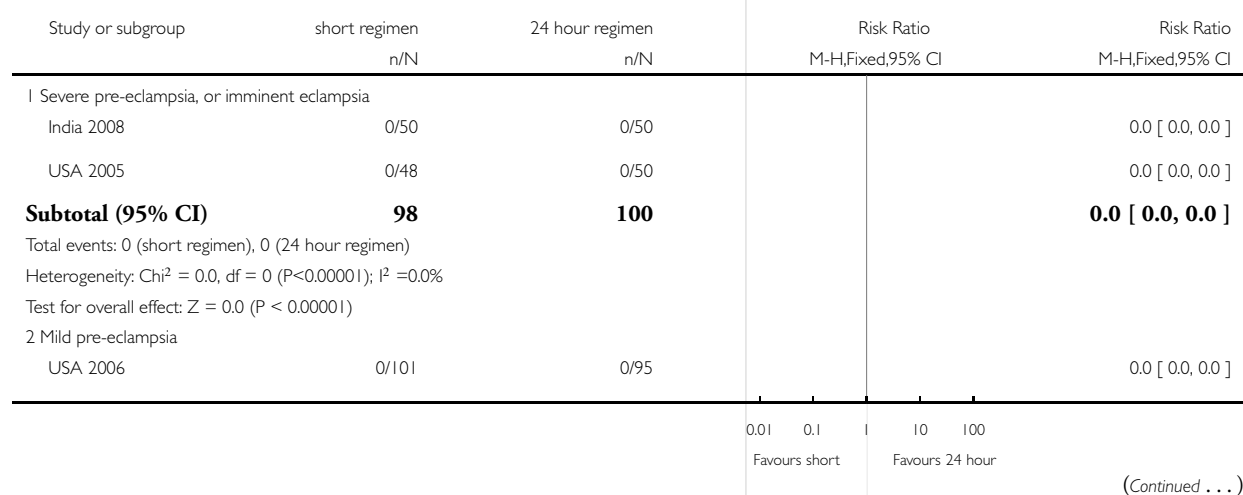 Study or subgroup short regimen 24 hour regimen Risk Ratio Risk Ratio
n/N n/N M-H,Fixed,95% CI M-H,Fixed,95% CI
1 Severe pre-eclampsia, or imminent eclampsia
India 2008 0/50 0/50 0.0 [ 0.0, 0.0 ]
USA 2005 0/48 0/50 0.0 [ 0.0, 0.0 ]
Subtotal (95% CI) 98 100 0.0 [ 0.0, 0.0 ]
Total events: 0 (short regimen), 0 (24 hour regimen)
Heterogeneity: Chi² = 0.0, df = 0 (P<0.00001); I² =0.0%
Test for overall effect: Z = 0.0 (P < 0.00001)
2 Mild pre-eclampsia
USA 2006 0/101 0/95 0.0 [ 0.0, 0.0 ]
0.01 0.1 1 10 100
Favours short Favours 24 hour
(Continued . . . )